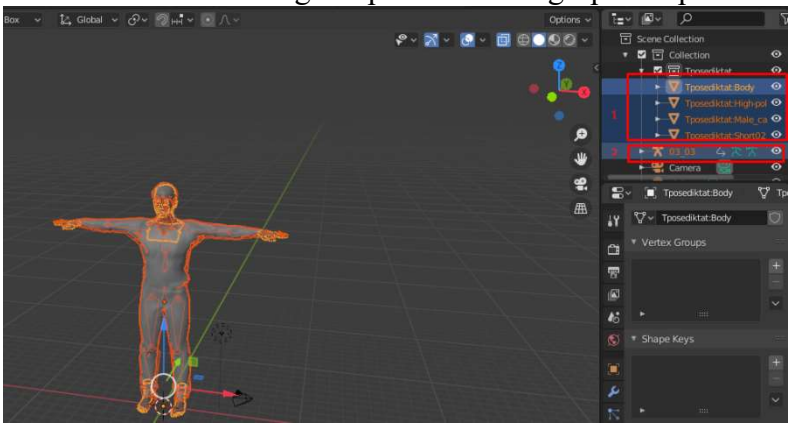 Box Global Options
Scene Collection
Collection
Tposediktat
Tposediktat:Body
Tposediktat:High-pol
1 Tposediktat:Male_ca
Tposediktat:Short02
03_03
Camera
Tposediktat:Body
Tposediktat:Body
Vertex Groups
Shape Keys
Z
Y
X